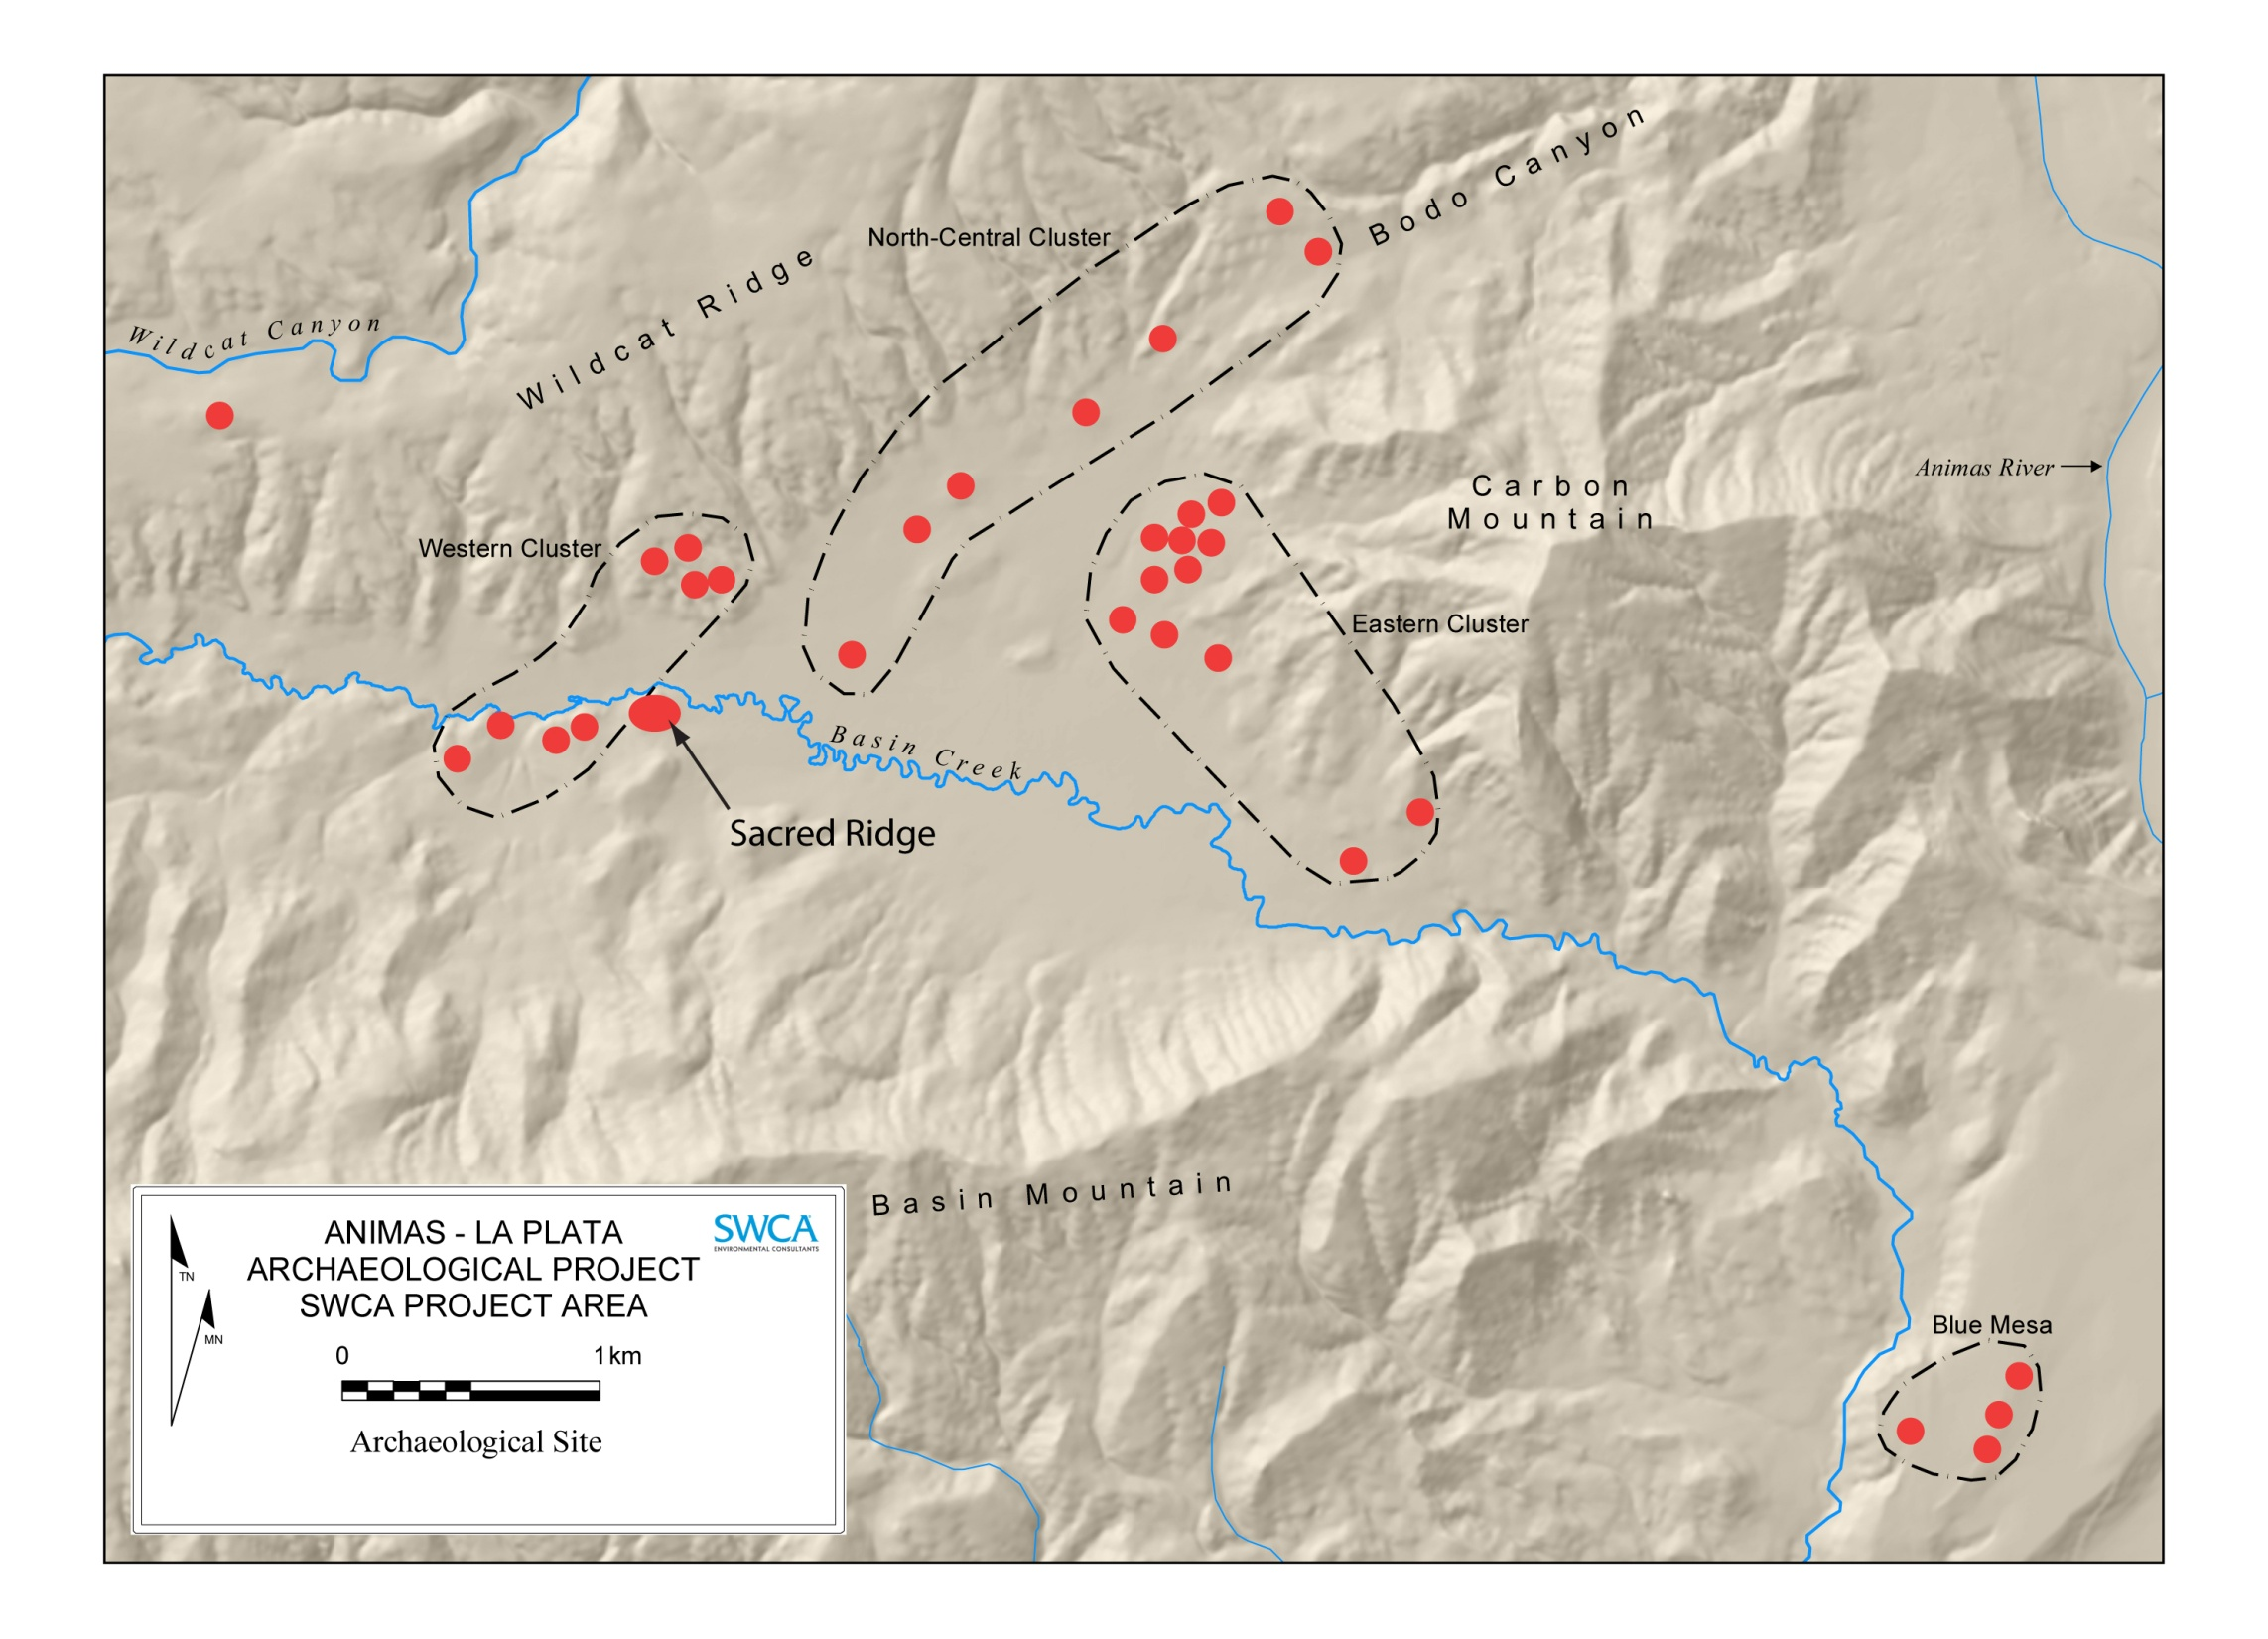 Bodo Canyon
North-Central Cluster
Wildcat Ridge
Wildcat Canyon
Animas River
Carbon
Mountain
Western Cluster
Eastern Cluster
Basin Creek
Sacred Ridge
Basin Mountain
Blue Mesa
ANIMAS - LA PLATA
ARCHAEOLOGICAL PROJECT
SWCA PROJECT AREA
SWCA
ENVIRONMENTAL CONSULTANTS
TN
MN
0 1 km
Archaeological Site